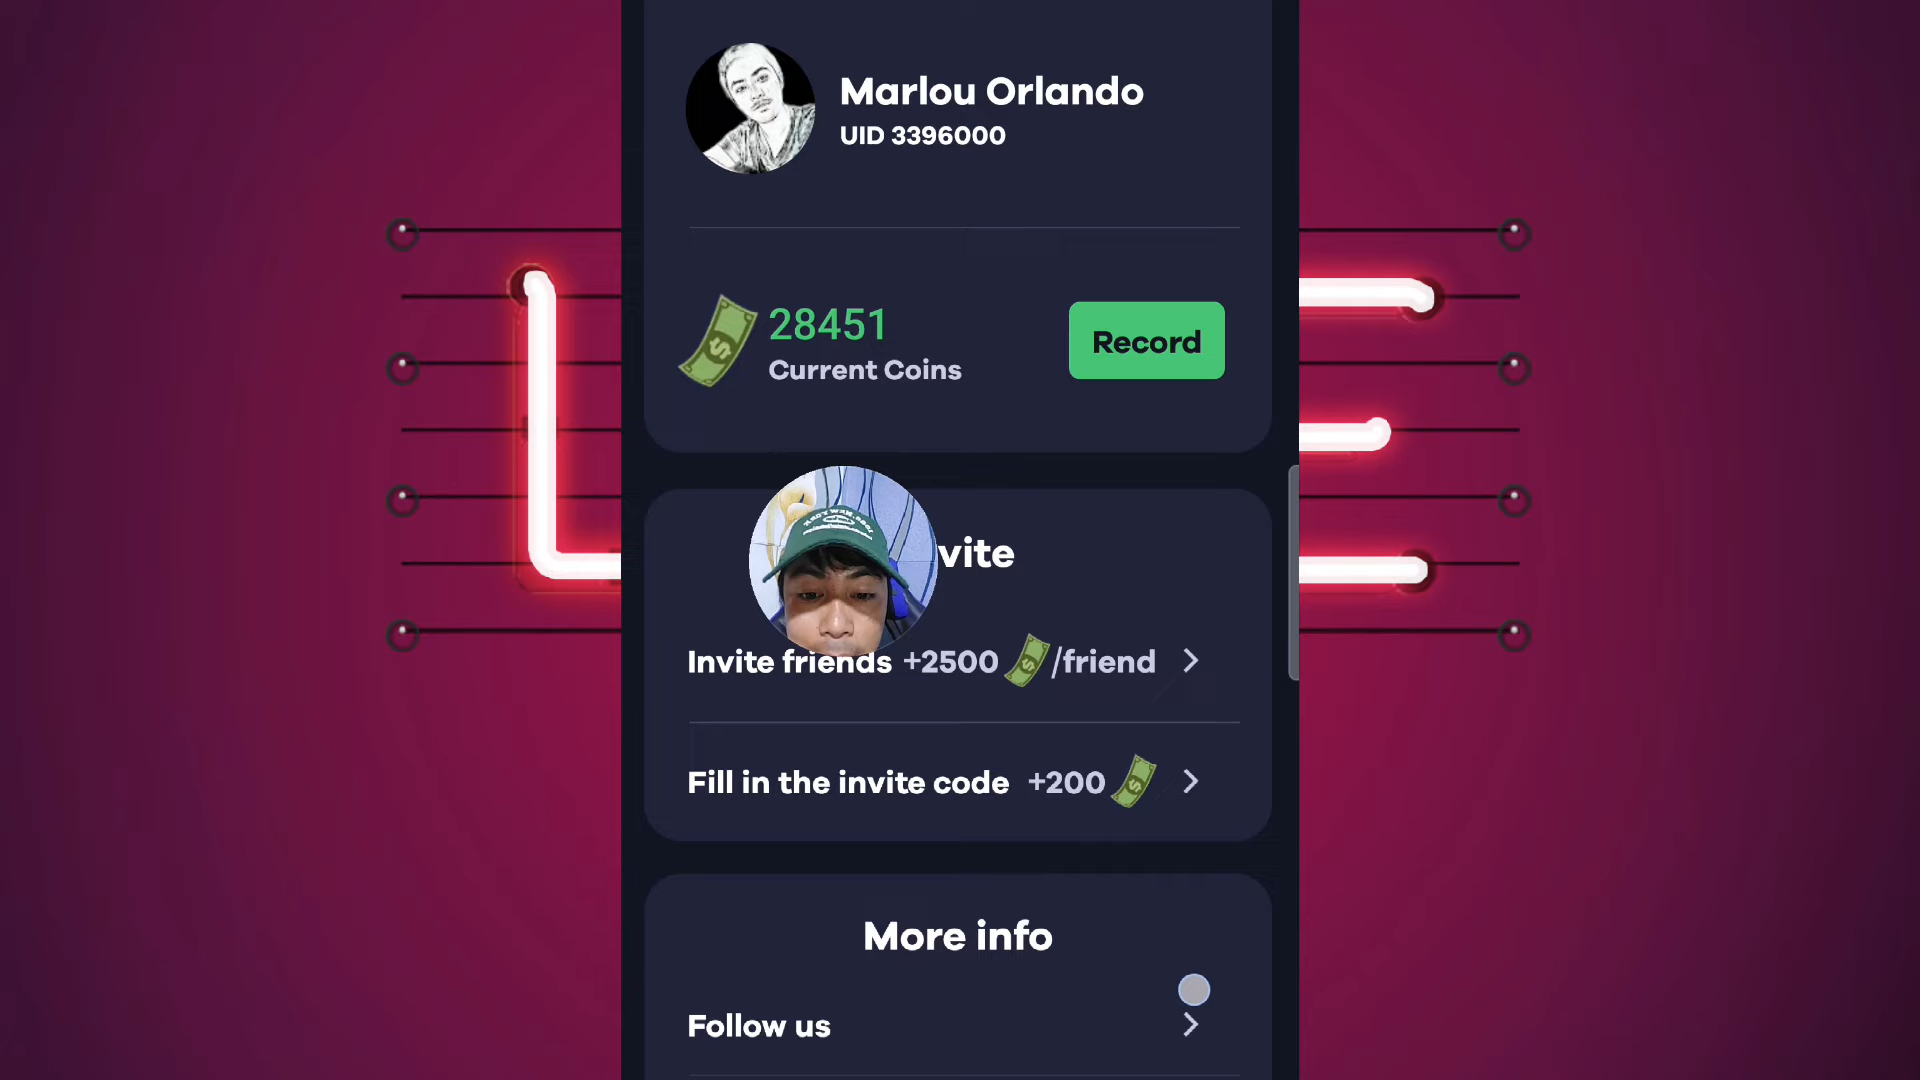 Marlou Orlando
UID 3396000
28451
Current Coins
Record
vite
Invite friends +2500 /friend
Fill in the invite code +200
More info
Follow us